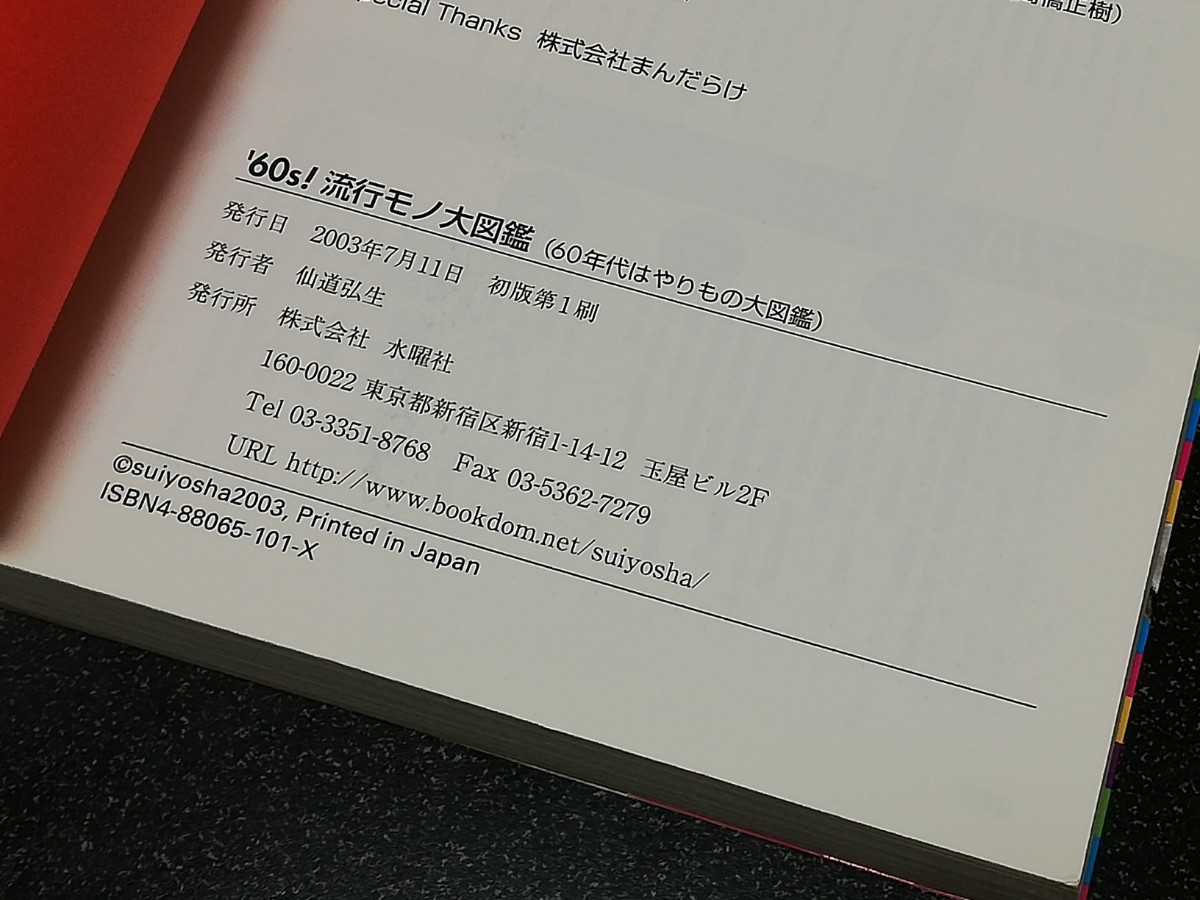 Special Thanks 株式会社まんだらけ
'60s! 流行モノ大図鑑 (60年代はやりもの大図鑑)
発行日 2003年7月11日 初版第1刷
発行者 仙道弘生
発行所 株式会社 水曜社
160-0022 東京都新宿区新宿1-14-12 玉屋ビル2F
Tel 03-3351-8768 Fax 03-5362-7279
URL http://www.bookdom.net/suiyosha/
©suiyosha2003, Printed in Japan
ISBN4-88065-101-X